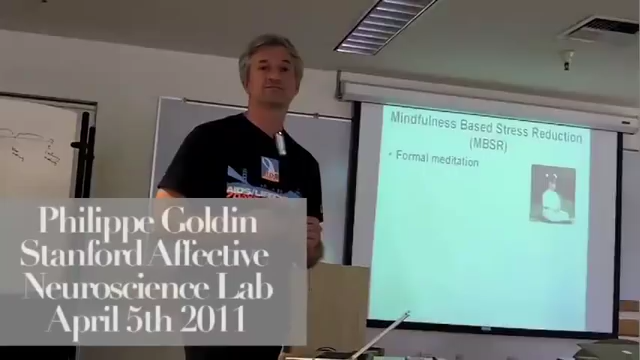 Mindfulness Based Stress Reduction
(MBSR)
• Formal meditation
Philippe Goldin
Stanford Affective
Neuroscience Lab
April 5th 2011